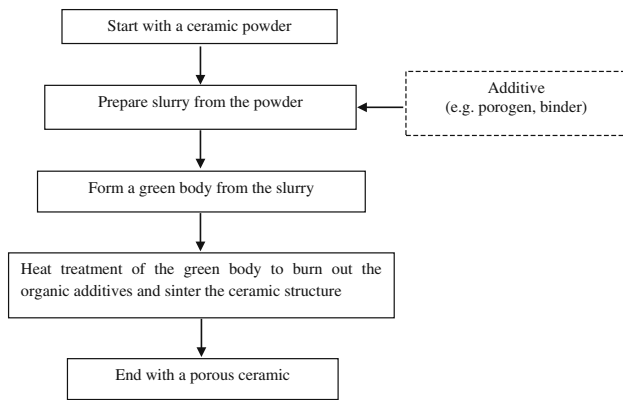 Start with a ceramic powder
Prepare slurry from the powder
Additive
(e.g. porogen, binder)
Form a green body from the slurry
Heat treatment of the green body to burn out the
organic additives and sinter the ceramic structure
End with a porous ceramic